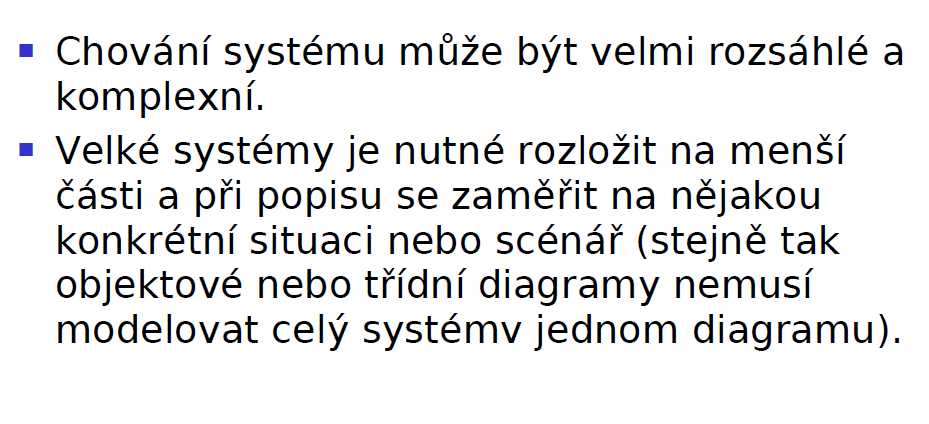 Chování systému může být velmi rozsáhlé a
komplexní.
Velké systémy je nutné rozložit na menší
části a při popisu se zaměřit na nějakou
konkrétní situaci nebo scénář (stejně tak
objektové nebo třídní diagramy nemusí
modelovat celý systémv jednom diagramu).